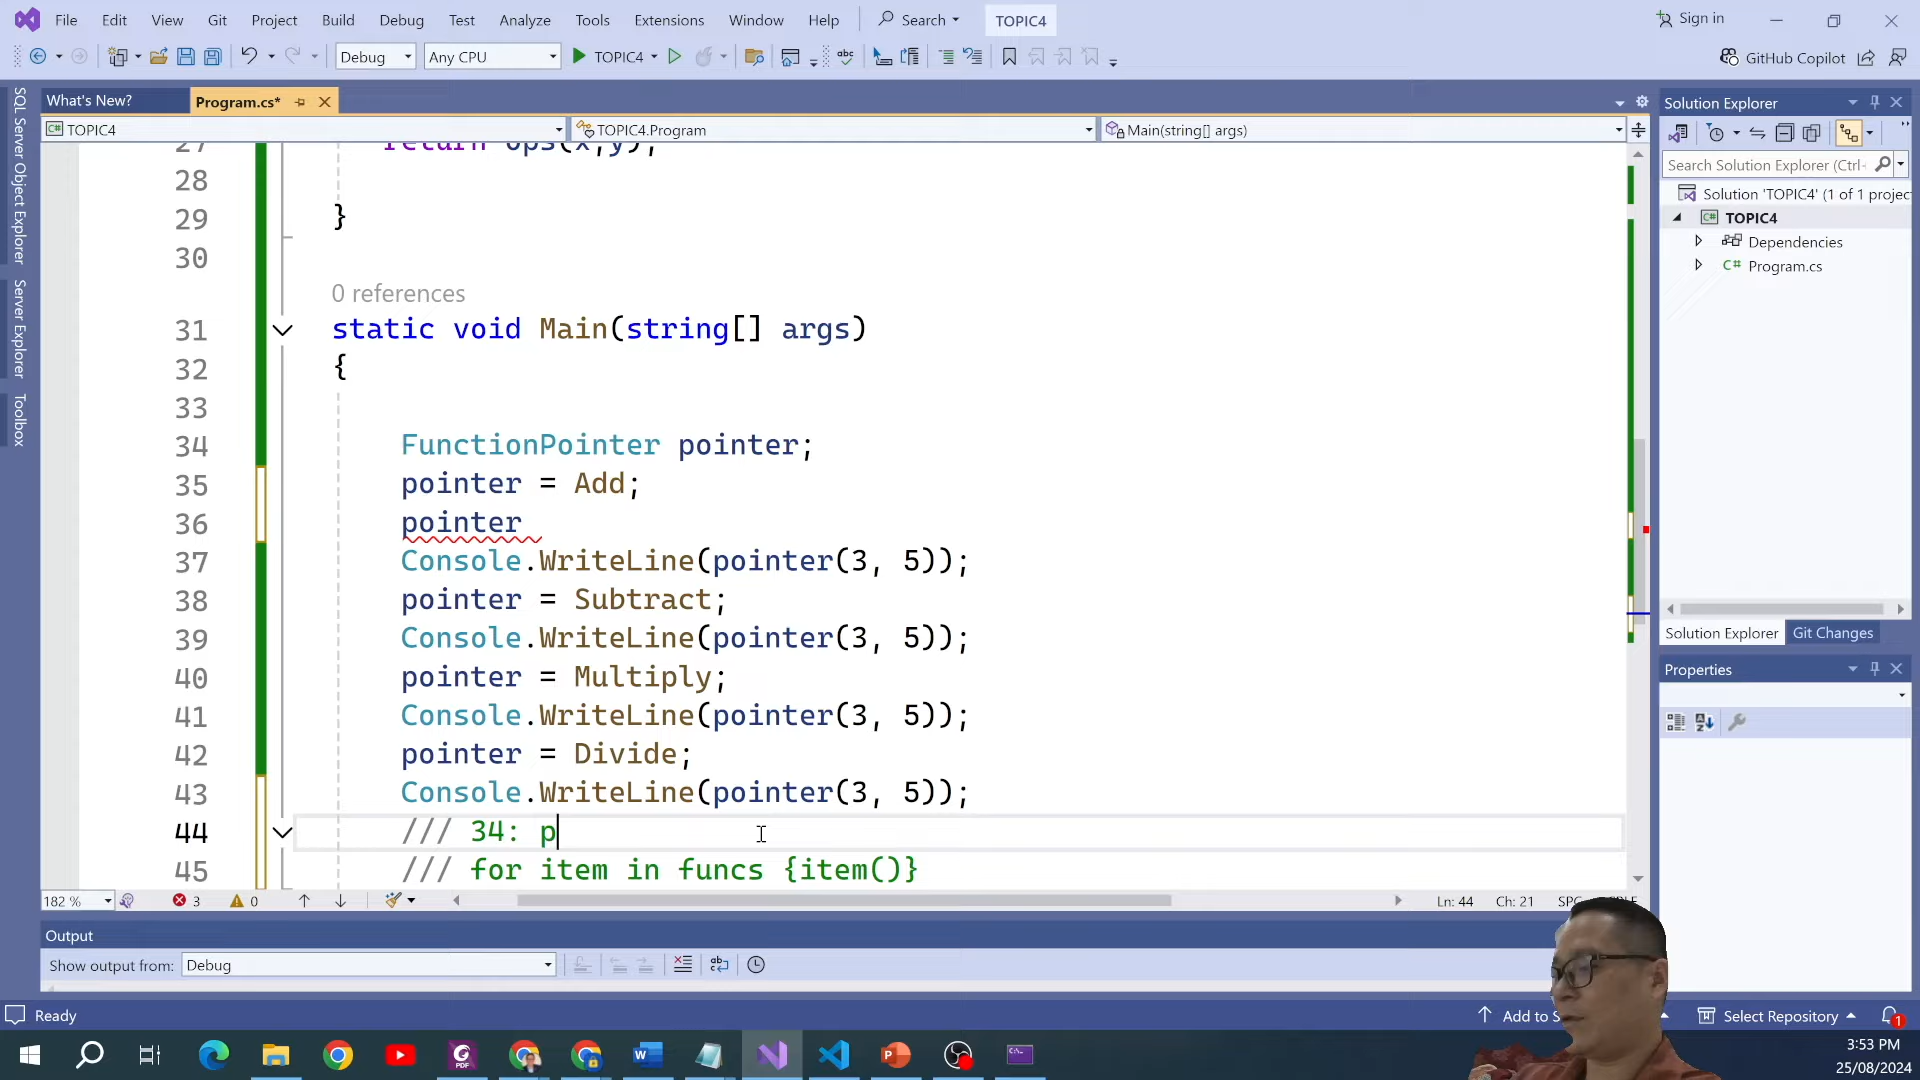 File Edit View Git Project Build Debug Test Analyze Tools Extensions Window Help Search TOPIC4 Sign in
Debug Any CPU TOPIC4 GitHub Copilot
What's New? Program.cs*
TOPIC4 TOPIC4.Program Main(string[] args)
27 return ops(x,y);
28
29 }
30
0 references
31 static void Main(string[] args)
32 {
33
34 FunctionPointer pointer;
35 pointer = Add;
36 pointer
37 Console.WriteLine(pointer(3, 5));
38 pointer = Subtract;
39 Console.WriteLine(pointer(3, 5));
40 pointer = Multiply;
41 Console.WriteLine(pointer(3, 5));
42 pointer = Divide;
43 Console.WriteLine(pointer(3, 5));
44 /// 34: p
45 /// for item in funcs {item()}
182 % 3 0 Ln: 44 Ch: 21
Output
Show output from: Debug
Ready
Add to Select Repository
SQL Server Object Explorer
Server Explorer
Toolbox
Solution Explorer
Search Solution Explorer (Ctrl-
Solution 'TOPIC4' (1 of 1 projec
TOPIC4
Dependencies
C# Program.cs
Solution Explorer Git Changes
Properties
1
3:53 PM
25/08/2024